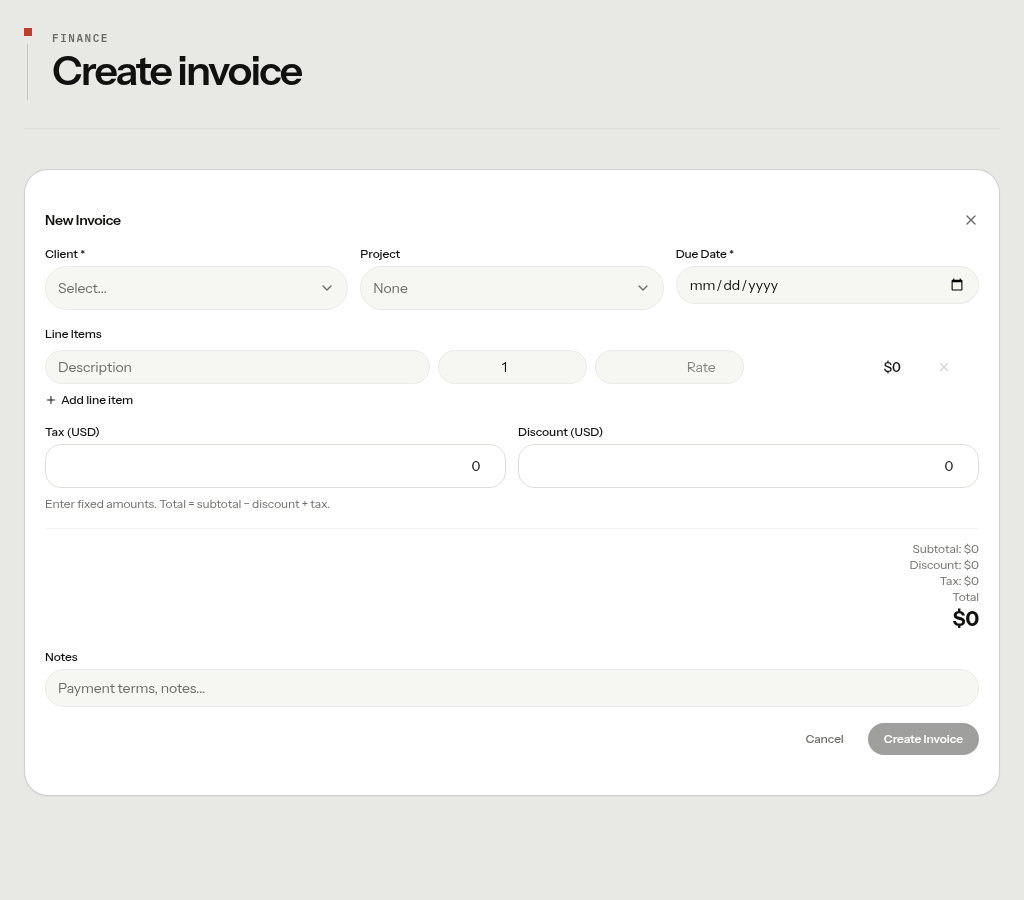 FINANCE
Create invoice
New Invoice
Client *
Project
Due Date *
Select...
None
mm/dd/yyyy
Line Items
Description
1
Rate
$0
+ Add line item
Tax (USD)
Discount (USD)
0
0
Enter fixed amounts. Total = subtotal − discount + tax.
Subtotal: $0
Discount: $0
Tax: $0
Total
$0
Notes
Payment terms, notes...
Cancel
Create Invoice